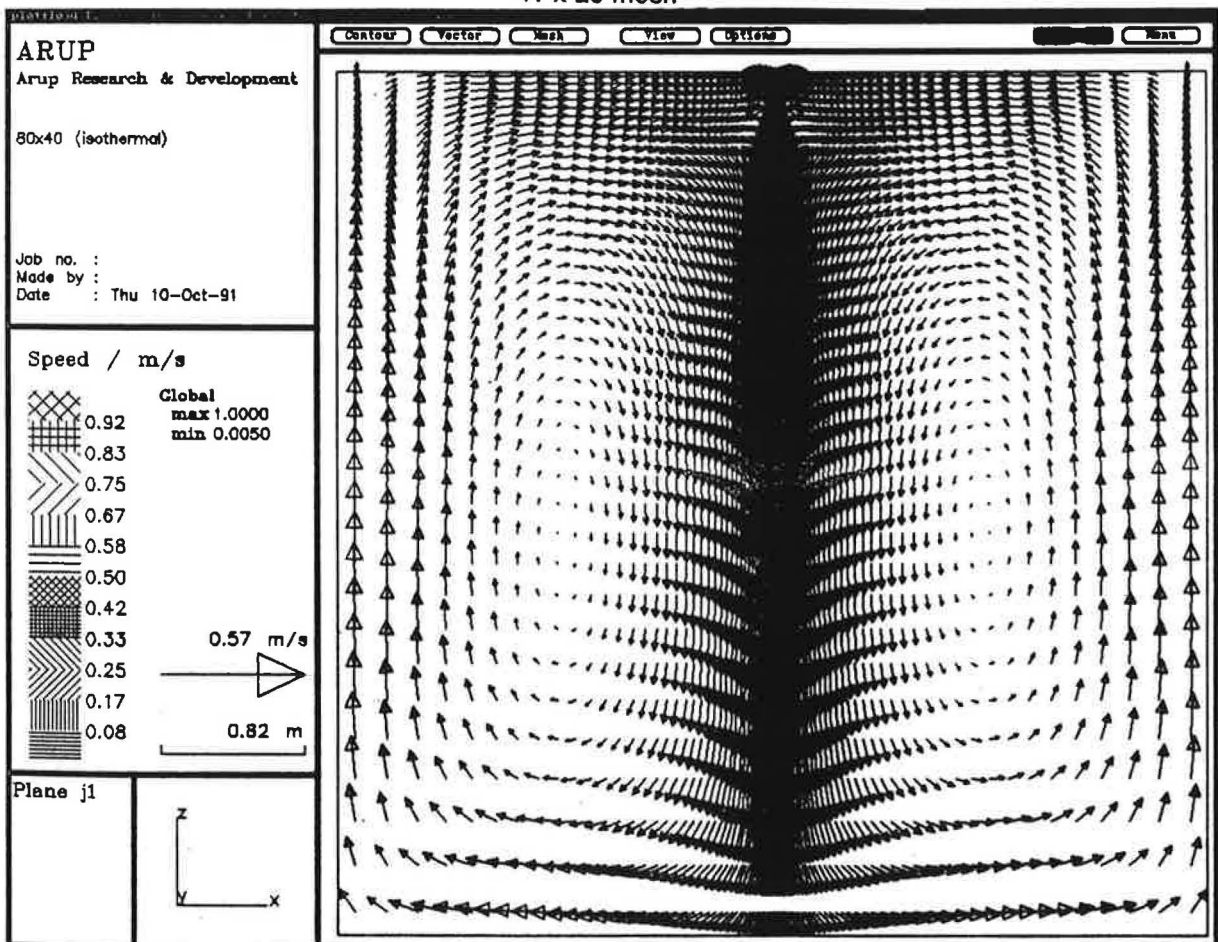 Contour Vector Mesh View Options Menu
ARUP
Arup Research & Development
80x40 (isothermal)
Job no. :
Made by :
Date : Thu 10-Oct-91
Speed / m/s
Global
max 1.0000
min 0.0050
0.92
0.83
0.75
0.67
0.58
0.50
0.42
0.33
0.25
0.17
0.08
0.57 m/s
0.82 m
Plane j1
Z
Y
X